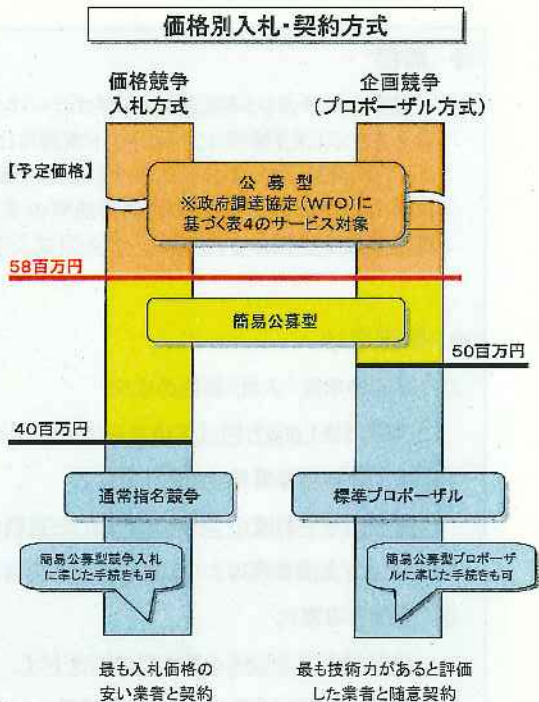 価格別入札・契約方式
価格競争
入札方式
企画競争
(プロポーザル方式)
【予定価格】
公募型
※政府調達協定(WTO)に
基づく表4のサービス対象
58百万円
簡易公募型
50百万円
40百万円
通常指名競争
標準プロポーザル
簡易公募型競争入札
に準じた手続きも可
簡易公募型プロポーザ
ルに準じた手続きも可
最も入札価格の
安い業者と契約
最も技術力があると評価
した業者と随意契約